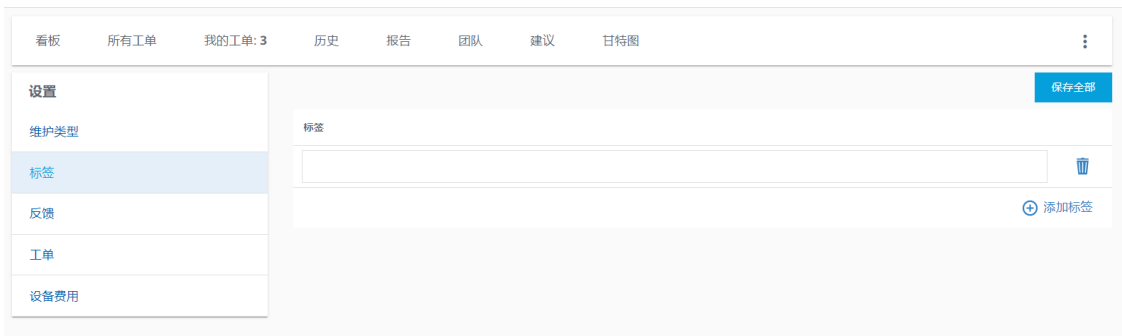 看板 所有工单 我的工单: 3 历史 报告 团队 建议 甘特图
设置
保存全部
维护类型
标签
标签
反馈
添加标签
工单
设备费用